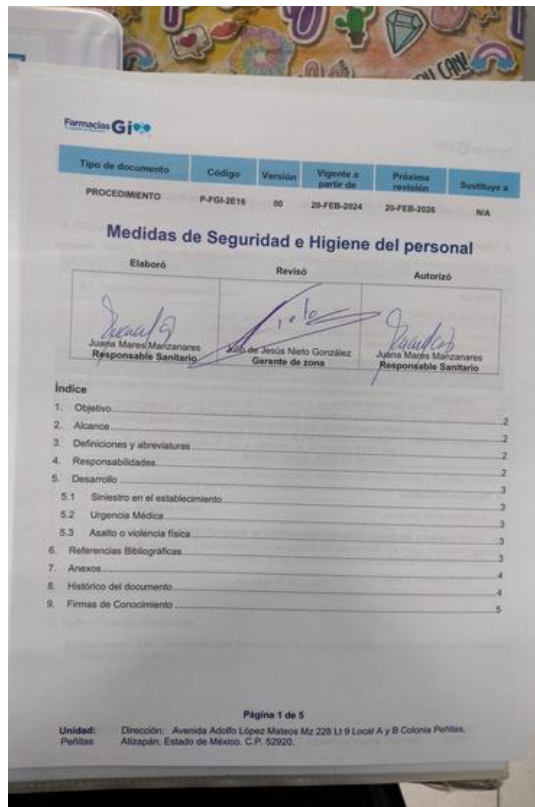 YOU CAN!
Farmacias Gi
Tipo de documento Código Versión Vigente a partir de Próxima revisión Sustituye a
PROCEDIMIENTO P-FGI-2E16 00 20-FEB-2024 20-FEB-2026 N/A
Medidas de Seguridad e Higiene del personal
Elaboró Revisó Autorizó
Juana Mares Manzanares Julio de Jesús Nieto González Juana Mares Manzanares
Responsable Sanitario Gerente de zona Responsable Sanitario
Índice
1. Objetivo 2
2. Alcance 2
3. Definiciones y abreviaturas 2
4. Responsabilidades 2
5. Desarrollo 3
5.1 Siniestro en el establecimiento 3
5.2 Urgencia Médica 3
5.3 Asalto o violencia física 3
6. Referencias Bibliográficas 3
7. Anexos 4
8. Histórico del documento 4
9. Firmas de Conocimiento 5
Página 1 de 5
Unidad: Dirección: Avenida Adolfo López Mateos Mz 228 Lt 9 Local A y B Colonia Peñitas,
Peñitas Atizapán; Estado de México. C.P. 52920.